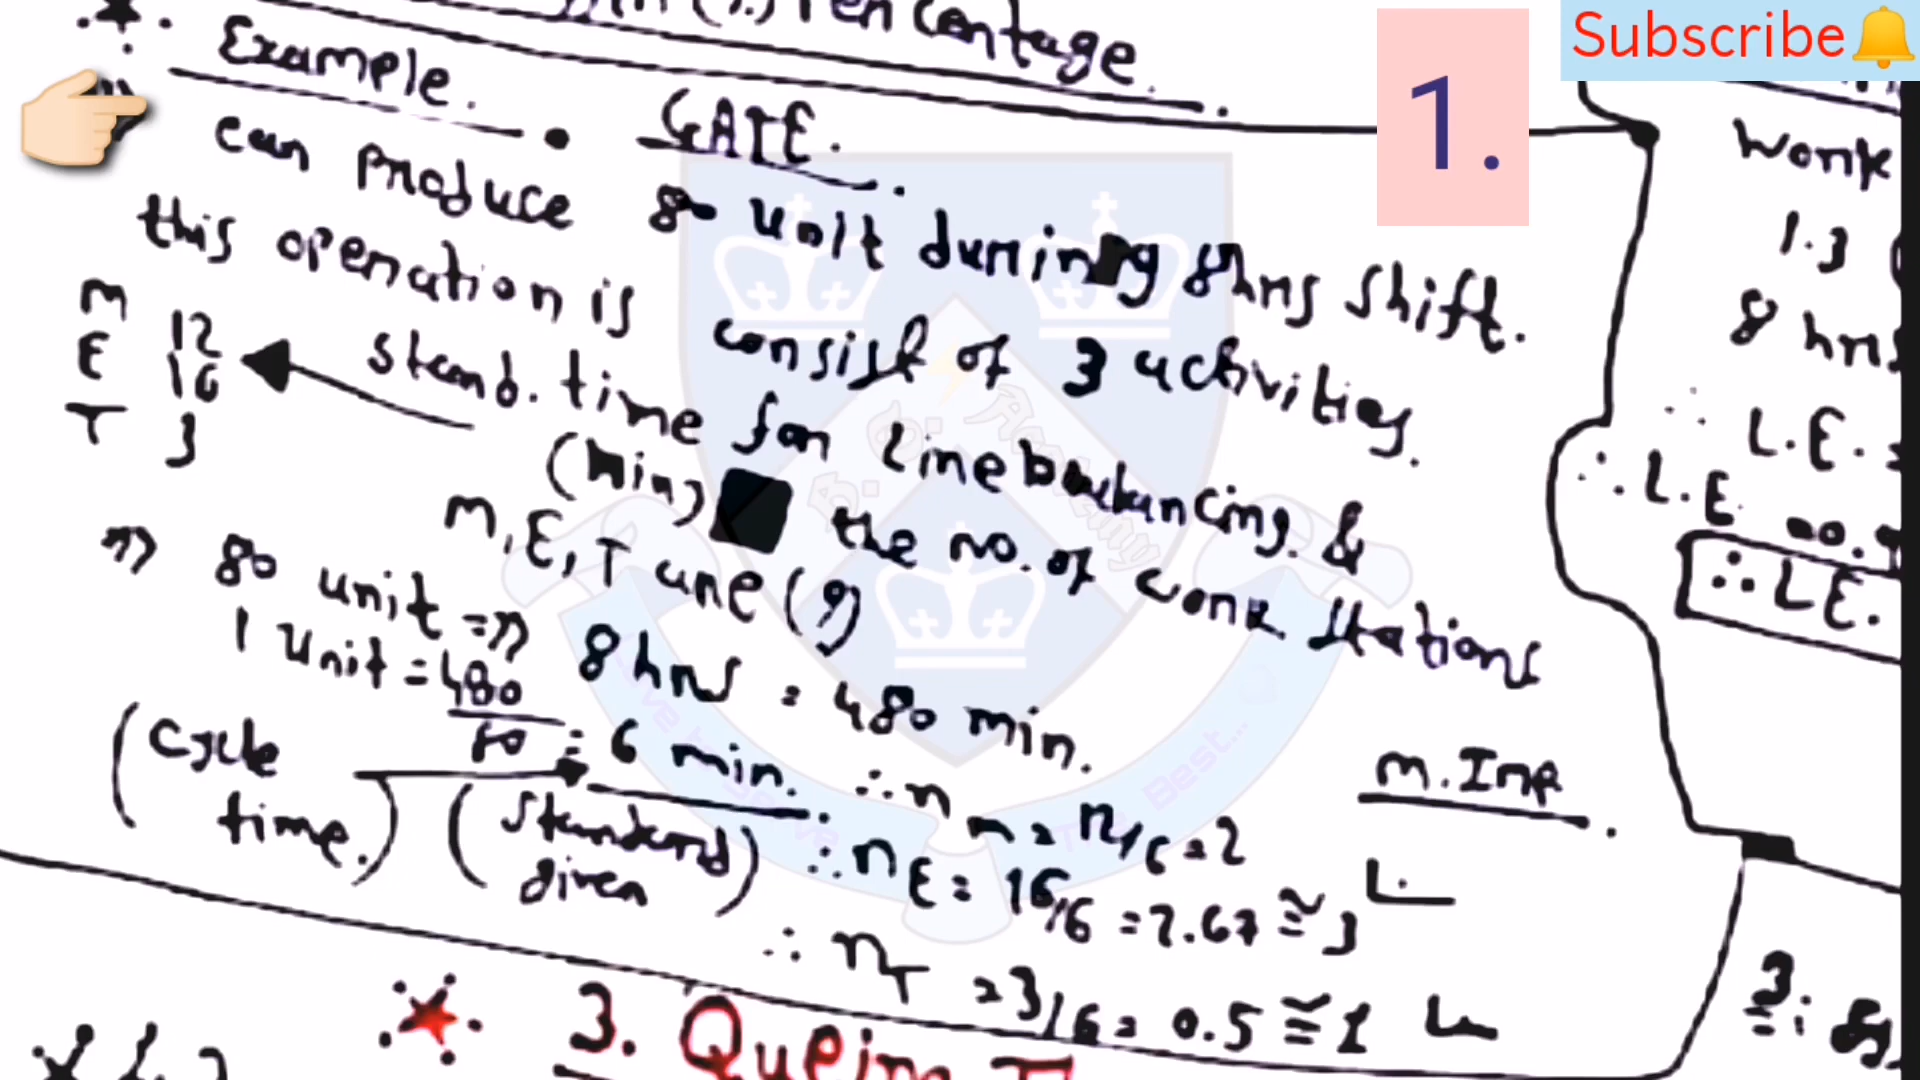 Percentage.
Example. GATE.
can produce 80 unit during 8hrs shift.
this operation is consist of 3 activities.
M 12
E 16
T 3
stand. time for line balancing &
(min) the no. of work stations
M, E, T are (?)
=> 80 unit => 8 hrs = 480 min.
1 unit = 480/80 = 6 min.
(cycle time.) (standard given)
∴ n m = 12/6 = 2
∴ n E = 16/6 = 2.67 ≅ 3
∴ n T = 3/6 = 0.5 ≅ 1
m. Imp
3. Queing T
1.
Subscribe
Work
1.3 (
8 hrs
∴ L.E. =
∴ L.E.
∴ L.E.
Academy
Best...